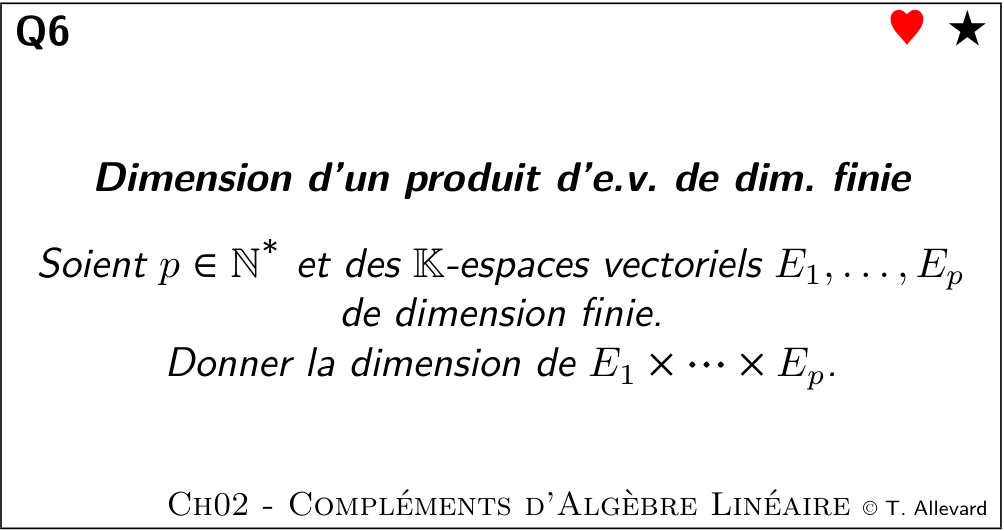 Q6
Dimension d'un produit d'e.v. de dim. finie
Soient $p \in \mathbb{N}^*$ et des $\mathbb{K}$-espaces vectoriels $E_1, \ldots, E_p$
de dimension finie.
Donner la dimension de $E_1 \times \cdots \times E_p$.
Ch02 - Compléments d'Algèbre Linéaire © T. Allevard